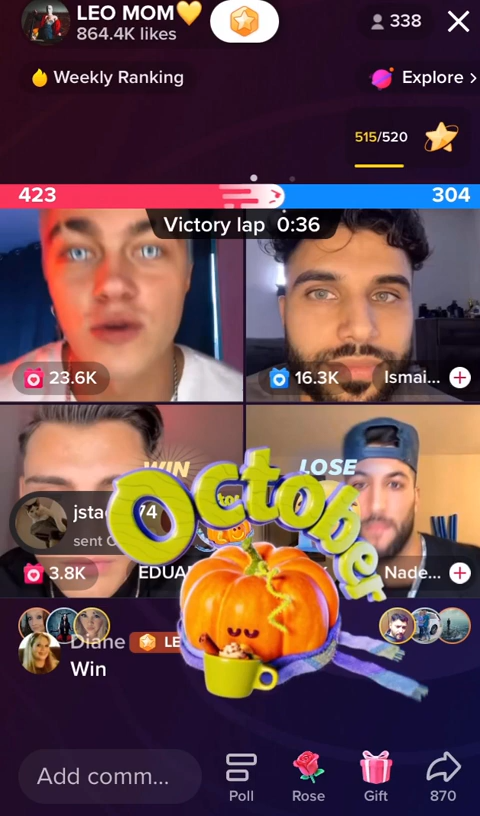 LEO MOM💛
864.4K likes
338
Weekly Ranking
Explore
515/520
423
304
Victory lap 0:36
23.6K
16.3K
Ismai...
WIN
LOSE
October
74
sent
3.8K
Nade...
Diane
Win
Add comm...
Poll
Rose
Gift
870